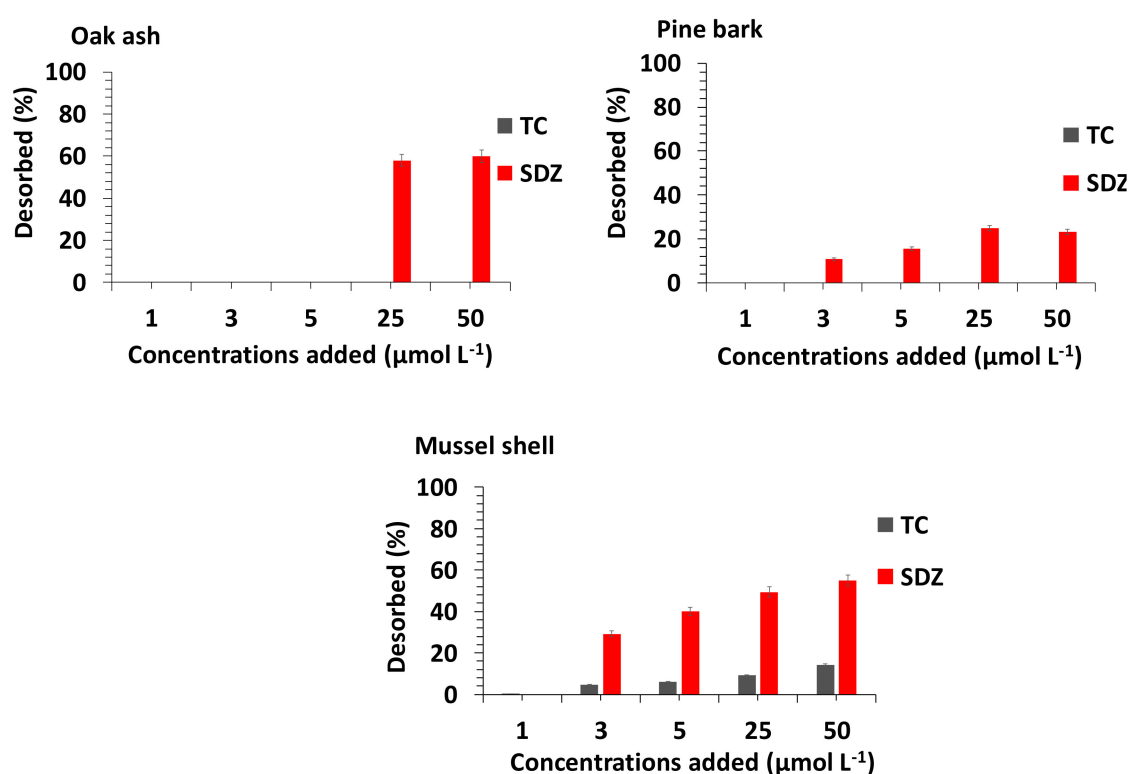 Oak ash
100
80
60
40
20
0
Desorbed (%)
TC
SDZ
1 3 5 25 50
Concentrations added (μmol L⁻¹)
Pine bark
100
80
60
40
20
0
Desorbed (%)
TC
SDZ
1 3 5 25 50
Concentrations added (μmol L⁻¹)
Mussel shell
100
80
60
40
20
0
Desorbed (%)
TC
SDZ
1 3 5 25 50
Concentrations added (μmol L⁻¹)